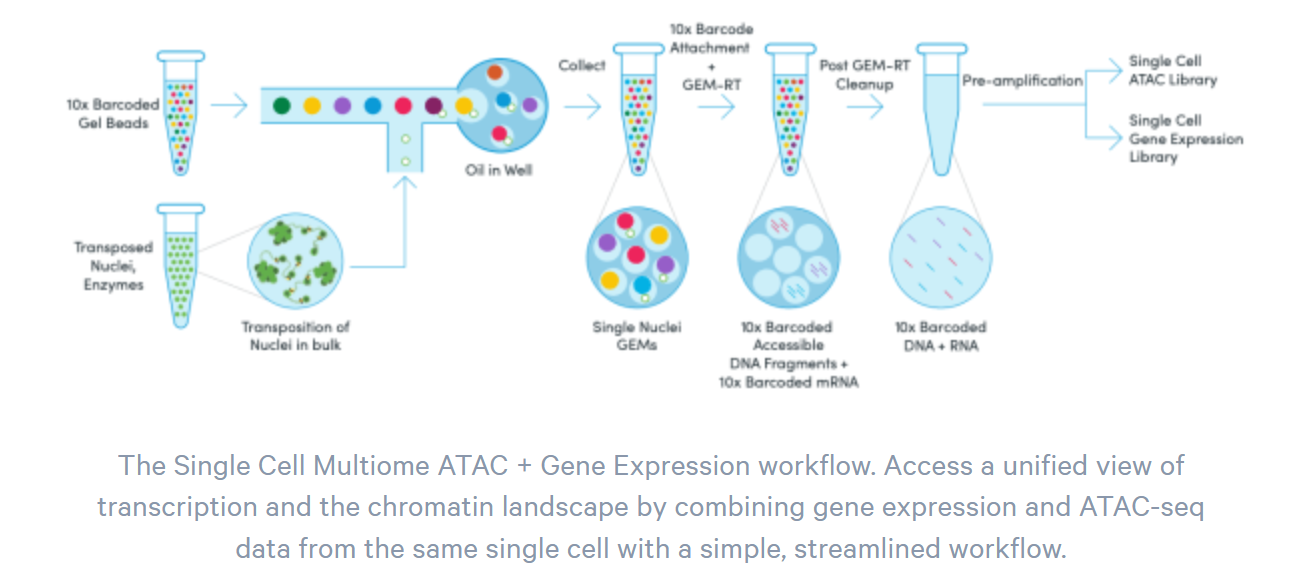 10x Barcoded
Gel Beads
Oil in Well
Collect
10x Barcode
Attachment
+
GEM-RT
Post GEM-RT
Cleanup
Pre-amplification
Single Cell
ATAC Library
Single Cell
Gene Expression
Library
Transposed
Nuclei,
Enzymes
Transposition of
Nuclei in bulk
Single Nuclei
GEMs
10x Barcoded
Accessible
DNA Fragments +
10x Barcoded mRNA
10x Barcoded
DNA + RNA
The Single Cell Multiome ATAC + Gene Expression workflow. Access a unified view of
transcription and the chromatin landscape by combining gene expression and ATAC-seq
data from the same single cell with a simple, streamlined workflow.